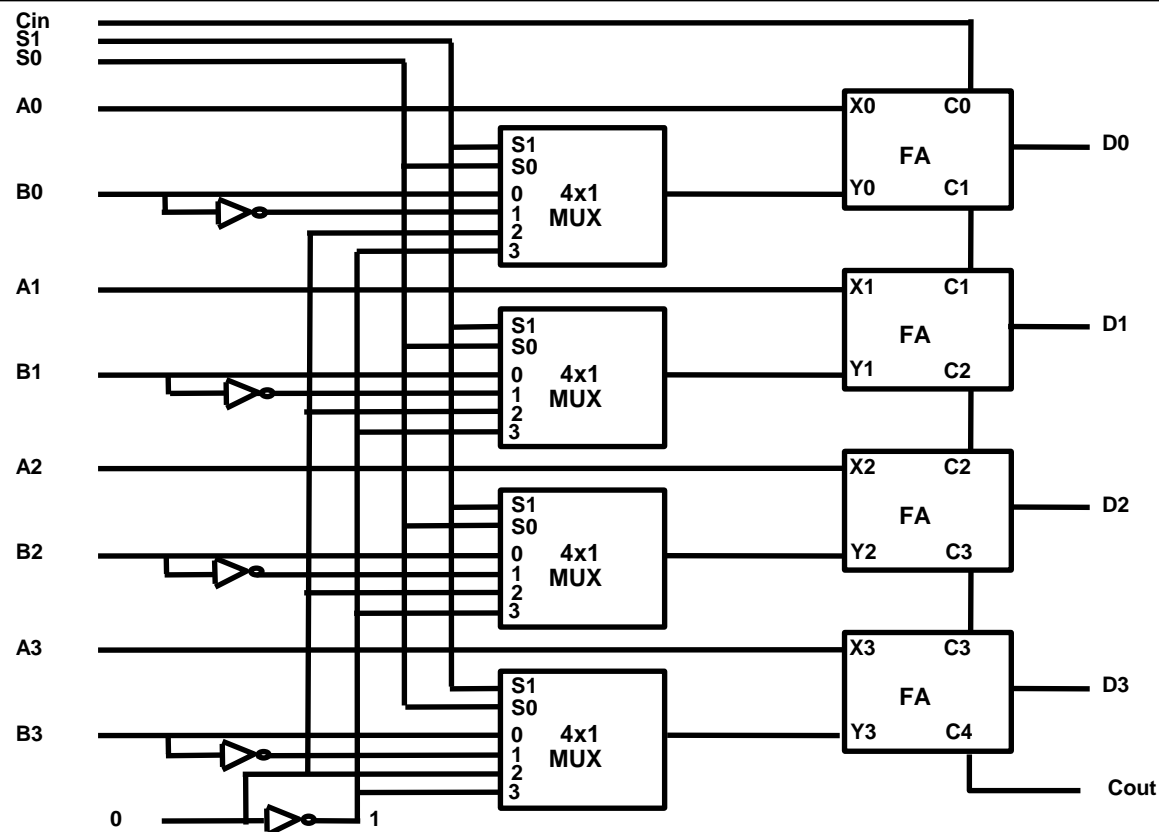 Cin
S1
S0
A0 X0 C0
S1 FA D0
S0
B0 0 4x1 Y0 C1
1 MUX
2
3
A1 X1 C1
S1 FA D1
S0
B1 0 4x1 Y1 C2
1 MUX
2
3
A2 X2 C2
S1 FA D2
S0
B2 0 4x1 Y2 C3
1 MUX
2
3
A3 X3 C3
S1 FA D3
S0
B3 0 4x1 Y3 C4
1 MUX
2
3 Cout
0 1